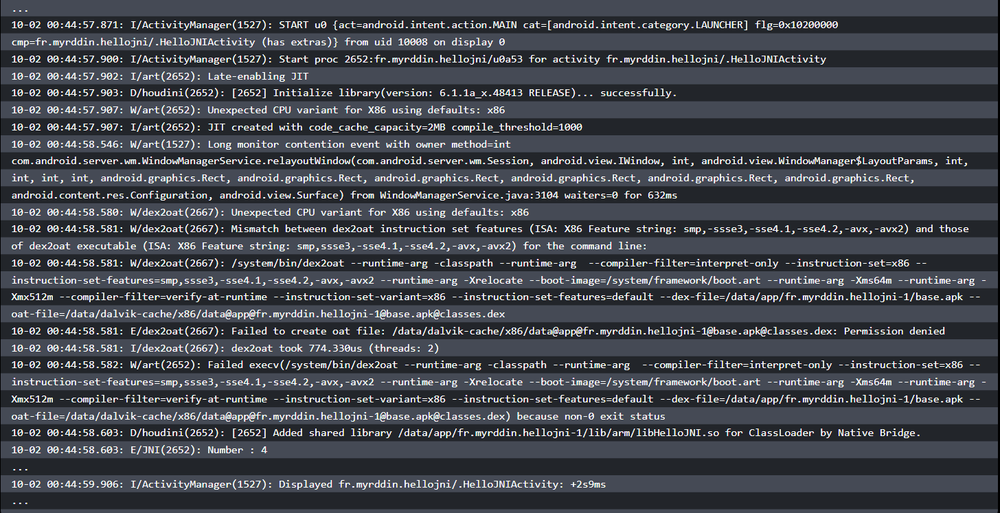 ...
10-02 00:44:57.871: I/ActivityManager(1527): START u0 {act=android.intent.action.MAIN cat=[android.intent.category.LAUNCHER] flg=0x10200000
cmp=fr.myrddin.hellojni/.HelloJNIActivity (has extras)} from uid 10008 on display 0
10-02 00:44:57.900: I/ActivityManager(1527): Start proc 2652:fr.myrddin.hellojni/u0a53 for activity fr.myrddin.hellojni/.HelloJNIActivity
10-02 00:44:57.902: I/art(2652): Late-enabling JIT
10-02 00:44:57.903: D/houdini(2652): [2652] Initialize library(version: 6.1.1a_x.48413 RELEASE)... successfully.
10-02 00:44:57.907: W/art(2652): Unexpected CPU variant for X86 using defaults: x86
10-02 00:44:57.907: I/art(2652): JIT created with code_cache_capacity=2MB compile_threshold=1000
10-02 00:44:58.546: W/art(1527): Long monitor contention event with owner method=int
com.android.server.wm.WindowManagerService.relayoutWindow(com.android.server.wm.Session, android.view.IWindow, int, android.view.WindowManager$LayoutParams, int,
int, int, int, android.graphics.Rect, android.graphics.Rect, android.graphics.Rect, android.graphics.Rect, android.graphics.Rect, android.graphics.Rect,
android.content.res.Configuration, android.view.Surface) from WindowManagerService.java:3104 waiters=0 for 632ms
10-02 00:44:58.580: W/dex2oat(2667): Unexpected CPU variant for X86 using defaults: x86
10-02 00:44:58.581: W/dex2oat(2667): Mismatch between dex2oat instruction set features (ISA: X86 Feature string: smp,-ssse3,-sse4.1,-sse4.2,-avx,-avx2) and those
of dex2oat executable (ISA: X86 Feature string: smp,ssse3,-sse4.1,-sse4.2,-avx,-avx2) for the command line:
10-02 00:44:58.581: W/dex2oat(2667): /system/bin/dex2oat --runtime-arg -classpath --runtime-arg  --compiler-filter=interpret-only --instruction-set=x86 --
instruction-set-features=smp,ssse3,-sse4.1,-sse4.2,-avx,-avx2 --runtime-arg -Xrelocate --boot-image=/system/framework/boot.art --runtime-arg -Xms64m --runtime-arg -
Xmx512m --compiler-filter=verify-at-runtime --instruction-set-variant=x86 --instruction-set-features=default --dex-file=/data/app/fr.myrddin.hellojni-1/base.apk --
oat-file=/data/dalvik-cache/x86/data@app@fr.myrddin.hellojni-1@base.apk@classes.dex
10-02 00:44:58.581: E/dex2oat(2667): Failed to create oat file: /data/dalvik-cache/x86/data@app@fr.myrddin.hellojni-1@base.apk@classes.dex: Permission denied
10-02 00:44:58.581: I/dex2oat(2667): dex2oat took 774.330us (threads: 2)
10-02 00:44:58.582: W/art(2652): Failed execv(/system/bin/dex2oat --runtime-arg -classpath --runtime-arg  --compiler-filter=interpret-only --instruction-set=x86 --
instruction-set-features=smp,ssse3,-sse4.1,-sse4.2,-avx,-avx2 --runtime-arg -Xrelocate --boot-image=/system/framework/boot.art --runtime-arg -Xms64m --runtime-arg -
Xmx512m --compiler-filter=verify-at-runtime --instruction-set-variant=x86 --instruction-set-features=default --dex-file=/data/app/fr.myrddin.hellojni-1/base.apk --
oat-file=/data/dalvik-cache/x86/data@app@fr.myrddin.hellojni-1@base.apk@classes.dex) because non-0 exit status
10-02 00:44:58.603: D/houdini(2652): [2652] Added shared library /data/app/fr.myrddin.hellojni-1/lib/arm/libHelloJNI.so for ClassLoader by Native Bridge.
10-02 00:44:58.603: E/JNI(2652): Number : 4
...
10-02 00:44:59.906: I/ActivityManager(1527): Displayed fr.myrddin.hellojni/.HelloJNIActivity: +2s9ms
...